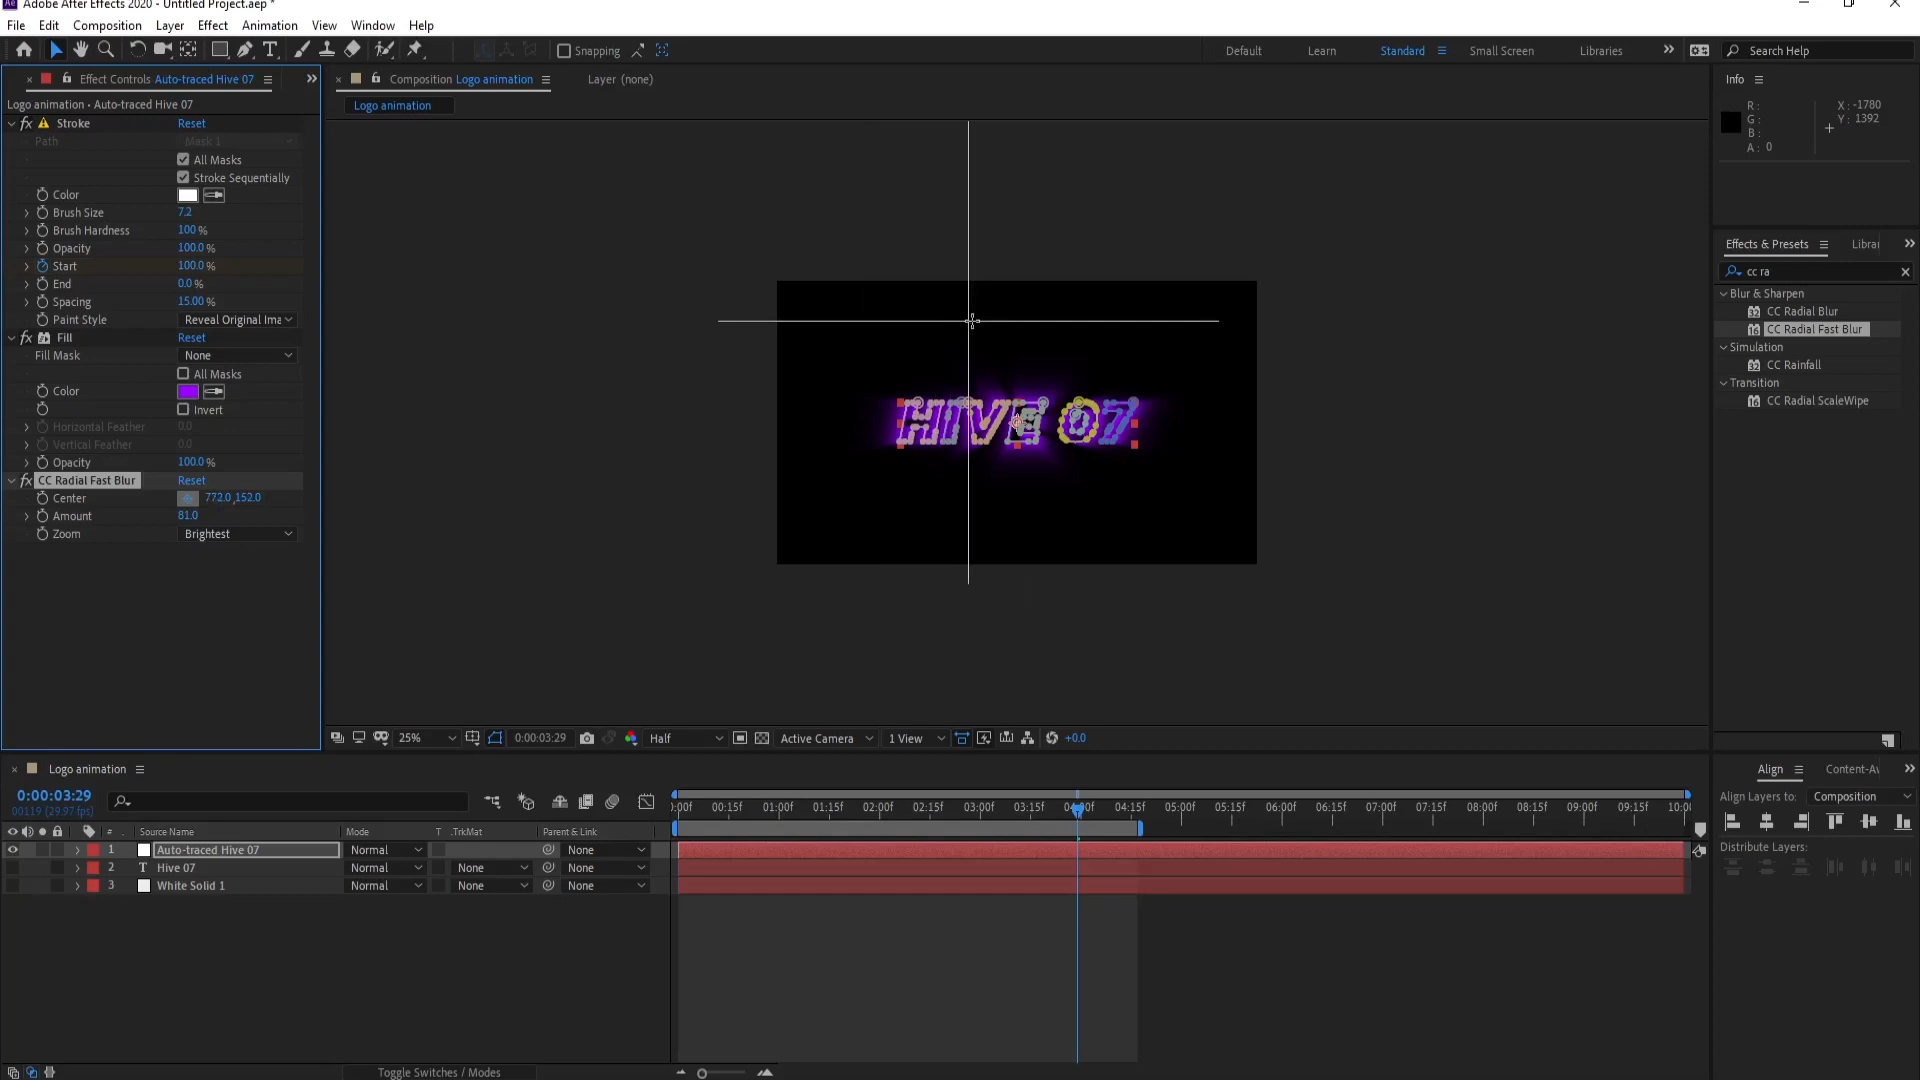 Adobe After Effects 2020 - Untitled Project.aep *
File Edit Composition Layer Effect Animation View Window Help
Snapping
Default Learn Standard Small Screen Libraries Search Help
Effect Controls Auto-traced Hive 07
Logo animation • Auto-traced Hive 07
fx Stroke Reset
Path Mask 1
All Masks
Stroke Sequentially
Color
Brush Size 7.2
Brush Hardness 100 %
Opacity 100.0 %
Start 100.0 %
End 0.0 %
Spacing 15.00 %
Paint Style Reveal Original Ima
fx Fill Reset
Fill Mask None
All Masks
Color
Invert
Horizontal Feather 0.0
Vertical Feather 0.0
Opacity 100.0 %
fx CC Radial Fast Blur Reset
Center 772.0,152.0
Amount 81.0
Zoom Brightest
Composition Logo animation Layer (none)
Logo animation
HIVE 07
25% 0:00:03:29 Half Active Camera 1 View +0.0
Info
R : X : -1780
G : Y : 1392
B :
A : 0
Effects & Presets Librai
cc ra
Blur & Sharpen
CC Radial Blur
CC Radial Fast Blur
Simulation
CC Rainfall
Transition
CC Radial ScaleWipe
Logo animation
0:00:03:29
00119 (29.97 fps)
):00f 00:15f 01:00f 01:15f 02:00f 02:15f 03:00f 03:15f 04:00f 04:15f 05:00f 05:15f 06:00f 06:15f 07:00f 07:15f 08:00f 08:15f 09:00f 09:15f 10:0(
# Source Name Mode T .TrkMat Parent & Link
1 Auto-traced Hive 07 Normal None
2 T Hive 07 Normal None None
3 White Solid 1 Normal None None
Toggle Switches / Modes
Align Content-Aw
Align Layers to: Composition
Distribute Layers: